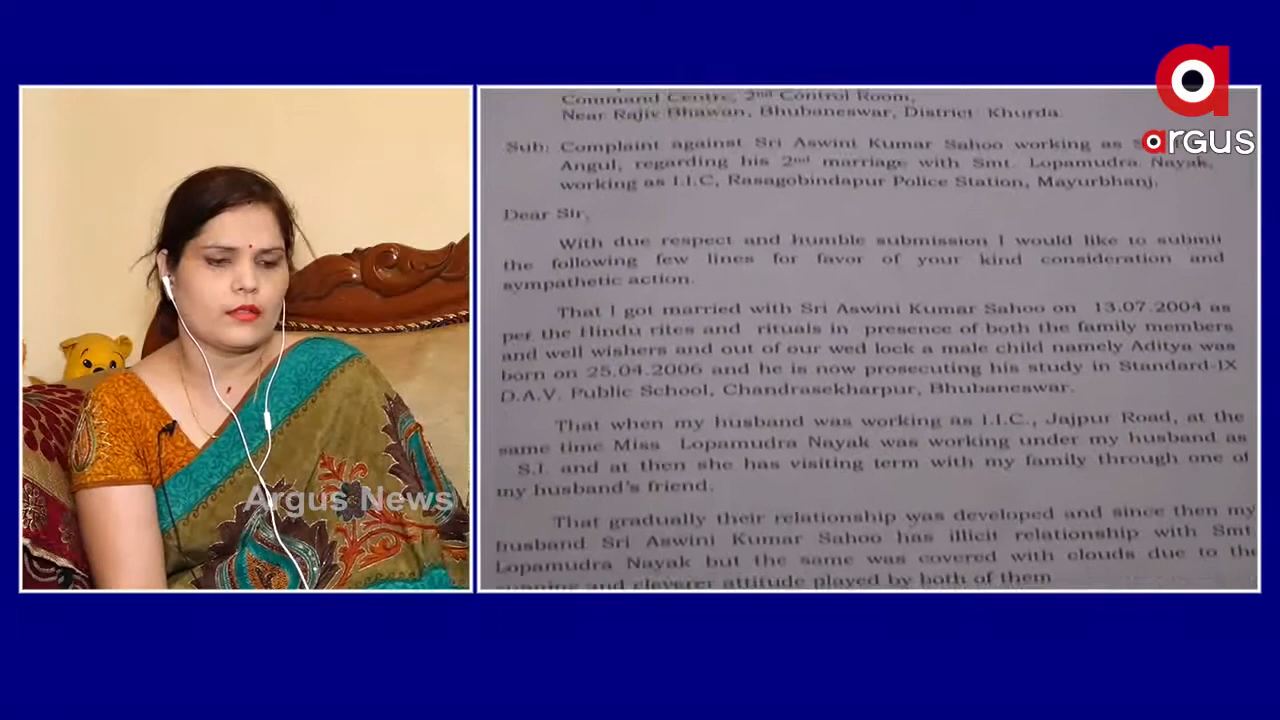 argus
Command Centre, 2nd Control Room,
Near Rajiv Bhawan, Bhubaneswar, District Khurda.
Sub: Complaint against Sri Aswini Kumar Sahoo working as
Angul, regarding his 2nd marriage with Smt. Lopamudra Nayak,
working as I.I.C, Rasagobindapur Police Station, Mayurbhanj.
Dear Sir,
With due respect and humble submission I would like to submit
the following few lines for favor of your kind consideration and
sympathetic action.
That I got married with Sri Aswini Kumar Sahoo on 13.07.2004 as
per the Hindu rites and rituals in presence of both the family members
and well wishers and out of our wed lock a male child namely Aditya was
born on 25.04.2006 and he is now prosecuting his study in Standard-IX
D.A.V. Public School, Chandrasekharpur, Bhubaneswar.
That when my husband was working as I.I.C., Jajpur Road, at the
same time Miss Lopamudra Nayak was working under my husband as
S.I. and at then she has visiting term with my family through one of
my husband's friend.
That gradually their relationship was developed and since then my
husband Sri Aswini Kumar Sahoo has illicit relationship with Smt
Lopamudra Nayak but the same was covered with clouds due to the
and cleverer attitude played by both of them
Argus News